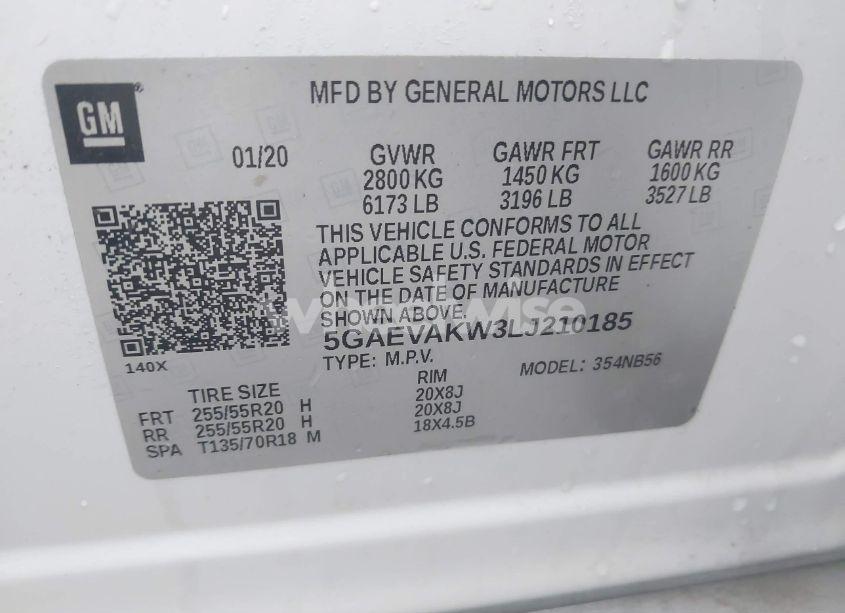 GM
MFD BY GENERAL MOTORS LLC
01/20
GVWR GAWR FRT GAWR RR
2800 KG 1450 KG 1600 KG
6173 LB 3196 LB 3527 LB
THIS VEHICLE CONFORMS TO ALL
APPLICABLE U.S. FEDERAL MOTOR
VEHICLE SAFETY STANDARDS IN EFFECT
ON THE DATE OF MANUFACTURE
SHOWN ABOVE.
5GAEVAKW3LJ210185
140X
TYPE: M.P.V. MODEL: 354NB56
TIRE SIZE RIM
FRT 255/55R20 H 20X8J
RR 255/55R20 H 20X8J
SPA T135/70R18 M 18X4.5B